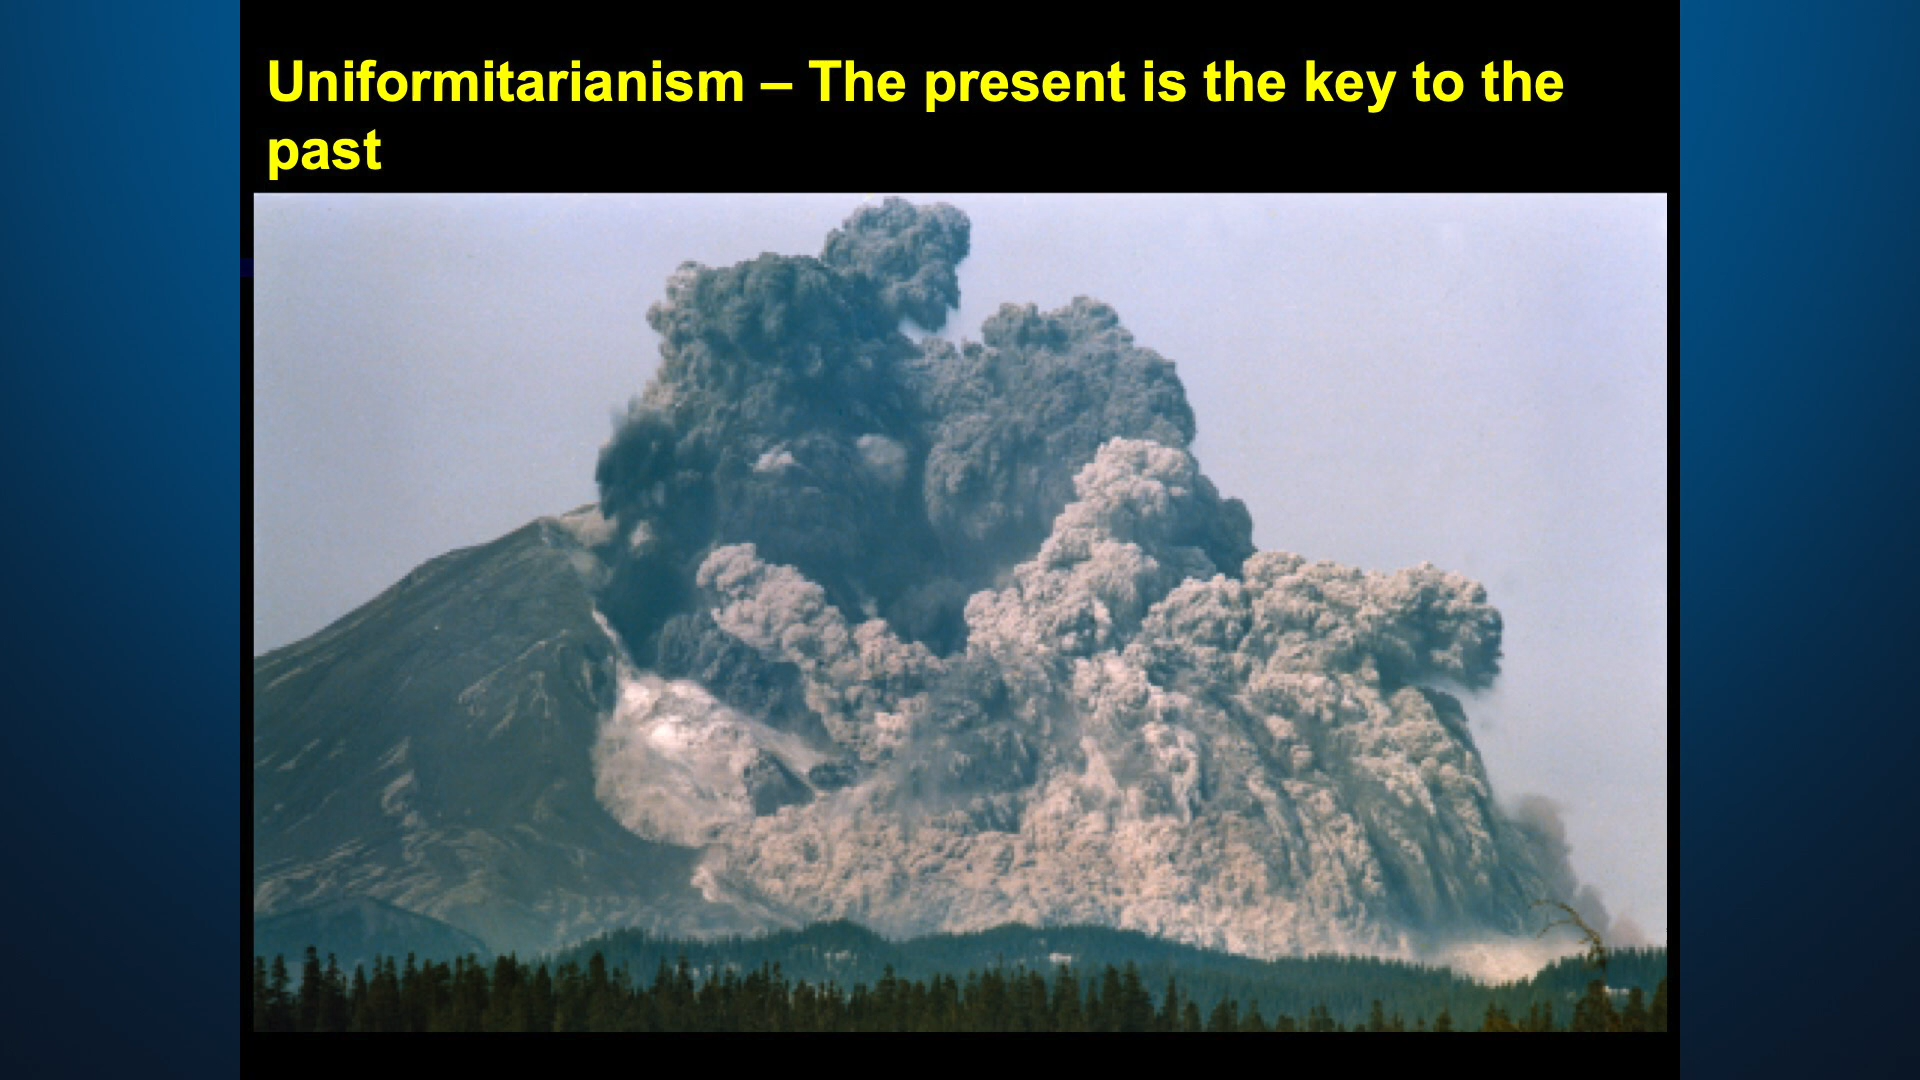 Uniformitarianism – The present is the key to the
past